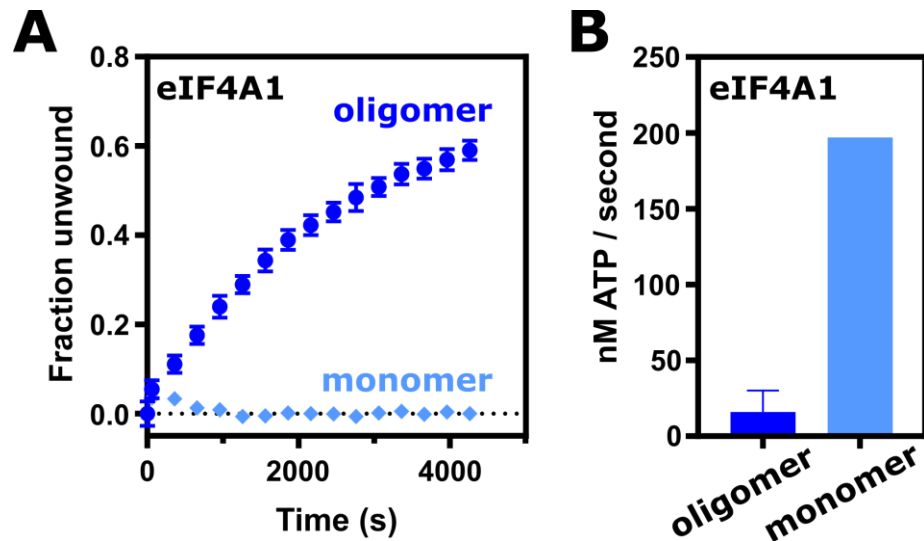 A
eIF4A1
oligomer
monomer
Fraction unwound
0.8
0.6
0.4
0.2
0.0
0
2000
4000
Time (s)
B
eIF4A1
nM ATP / second
250
200
150
100
50
0
oligomer
monomer